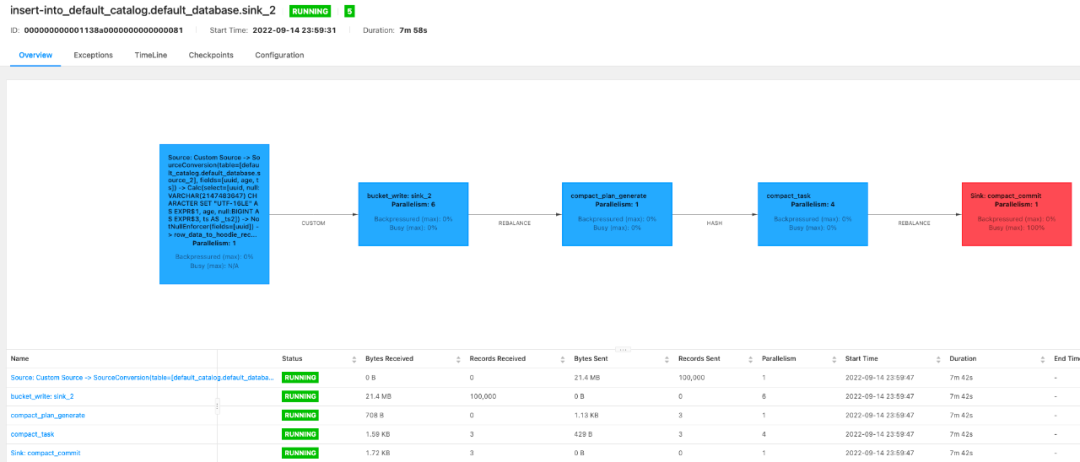 insert-into_default_catalog.default_database.sink_2 RUNNING 5
ID: 000000000001138a0000000000000081 Start Time: 2022-09-14 23:59:31 Duration: 7m 58s
Overview Exceptions TimeLine Checkpoints Configuration
Source: Custom Source -> So
urceConversion(table=[defau
lt_catalog.default_database.
source_2], fields=[uuid, age, t
s]) -> Calc(select=[uuid, null:
VARCHAR(2147483647) CH
ARACTER SET "UTF-16LE" A
S EXPR$1, age, null:BIGINT A
S EXPR$3, ts AS _ts2]) -> No
tNullEnforcer(fields=[uuid]) -
> row_data_to_hoodie_rec...
Parallelism: 1
Backpressured (max): 0%
Busy (max): N/A
CUSTOM
bucket_write: sink_2
Parallelism: 6
Backpressured (max): 0%
Busy (max): 3%
REBALANCE
compact_plan_generate
Parallelism: 1
Backpressured (max): 0%
Busy (max): 0%
HASH
compact_task
Parallelism: 4
Backpressured (max): 0%
Busy (max): 0%
REBALANCE
Sink: compact_commit
Parallelism: 1
Backpressured (max): 0%
Busy (max): 100%
Name Status Bytes Received Records Received Bytes Sent Records Sent Parallelism Start Time Duration End Time
Source: Custom Source -> SourceConversion(table=[default_catalog.default_databa... RUNNING 0 B 0 21.4 MB 100,000 1 2022-09-14 23:59:47 7m 42s -
bucket_write: sink_2 RUNNING 21.4 MB 100,000 0 B 0 6 2022-09-14 23:59:47 7m 42s -
compact_plan_generate RUNNING 708 B 0 1.13 KB 3 1 2022-09-14 23:59:47 7m 42s -
compact_task RUNNING 1.59 KB 3 429 B 3 4 2022-09-14 23:59:47 7m 42s -
Sink: compact_commit RUNNING 1.72 KB 3 0 B 0 1 2022-09-14 23:59:47 7m 42s -